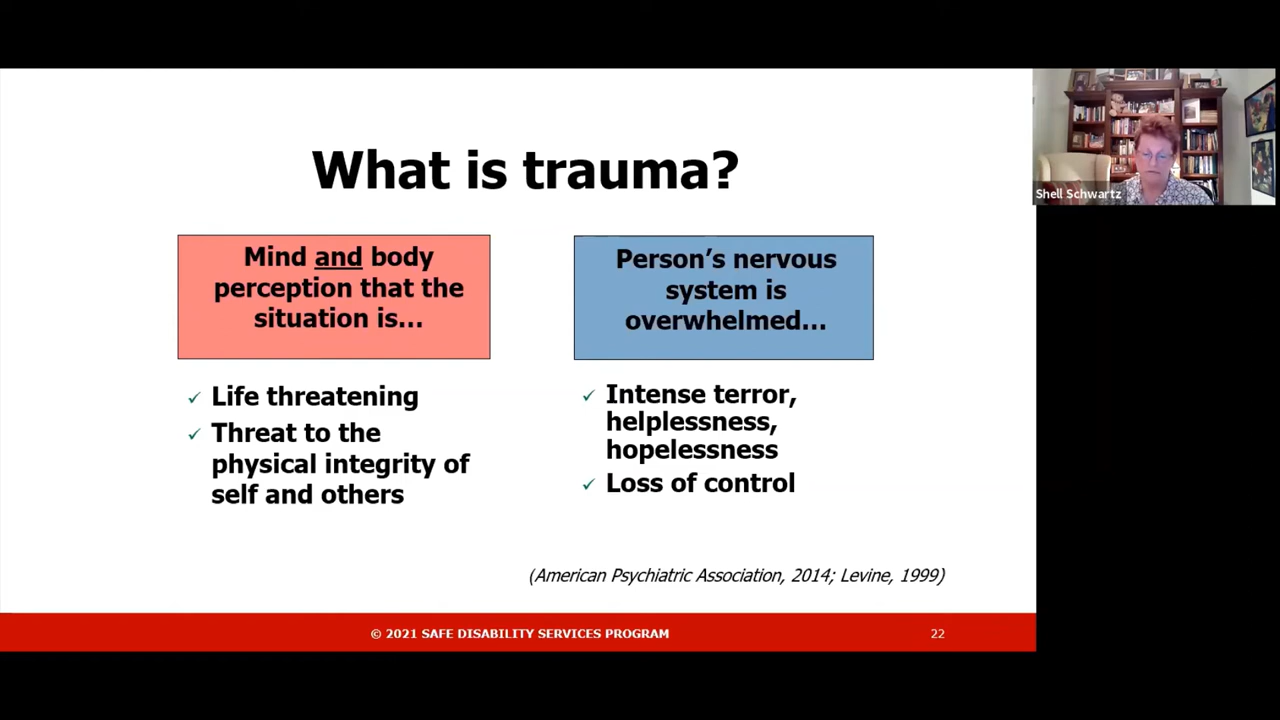 What is trauma?
Mind and body
perception that the
situation is...
Life threatening
Threat to the
physical integrity of
self and others
Person's nervous
system is
overwhelmed...
Intense terror,
helplessness,
hopelessness
Loss of control
(American Psychiatric Association, 2014; Levine, 1999)
© 2021 SAFE DISABILITY SERVICES PROGRAM
22
Shell Schwartz